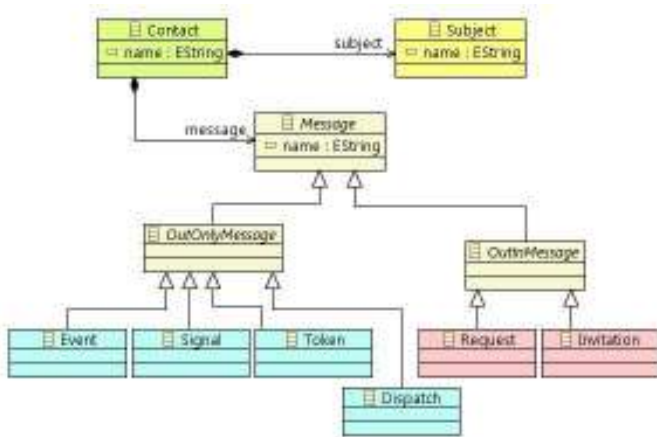 Contact
name : EString
subject
Subject
name : EString
message
Message
name : EString
OutOnlyMessage
OutInMessage
Event
Signal
Token
Request
Invitation
Dispatch